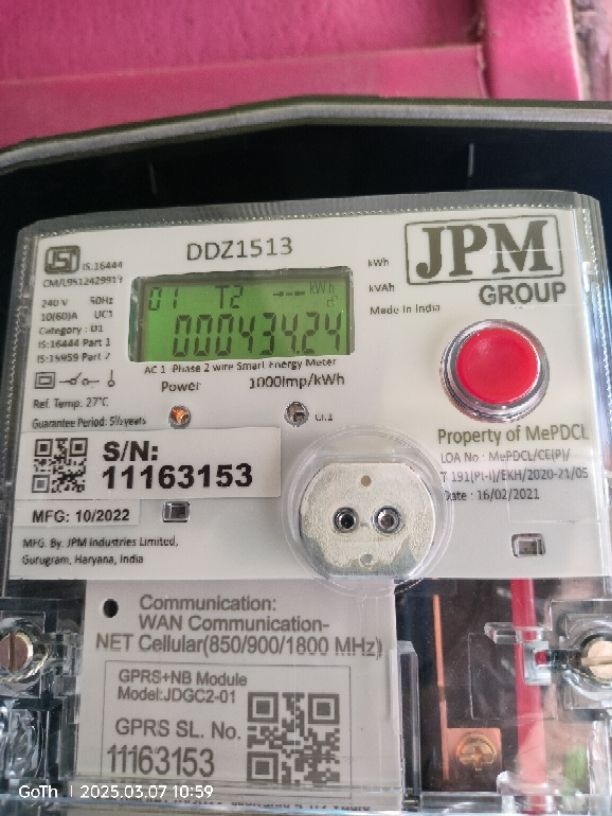 DDZ1513
JPM
GROUP
IS:16444
CM/L9512429913
240 V 50Hz
10(60)A UC1
Category : D1
IS:16444 Part 1
IS:15959 Part 2
01 T2 kWh
000434.24
kWh
kVAh
Made In India
AC 1 Phase 2 wire Smart Energy Meter
Power 1000Imp/kWh
Ref. Temp: 27°C
Guarantee Period: 5½years
S/N:
11163153
Property of MePDCL
LOA No : MePDCL/CE(P)/
T 191(Pt-I)/EKH/2020-21/05
Date : 16/02/2021
MFG: 10/2022
MFG. By. JPM Industries Limited,
Gurugram, Haryana, India
Communication:
WAN Communication-
NET Cellular(850/900/1800 MHz)
GPRS+NB Module
Model:JDGC2-01
GPRS SL. No.
11163153
GoTh | 2025.03.07 10:59